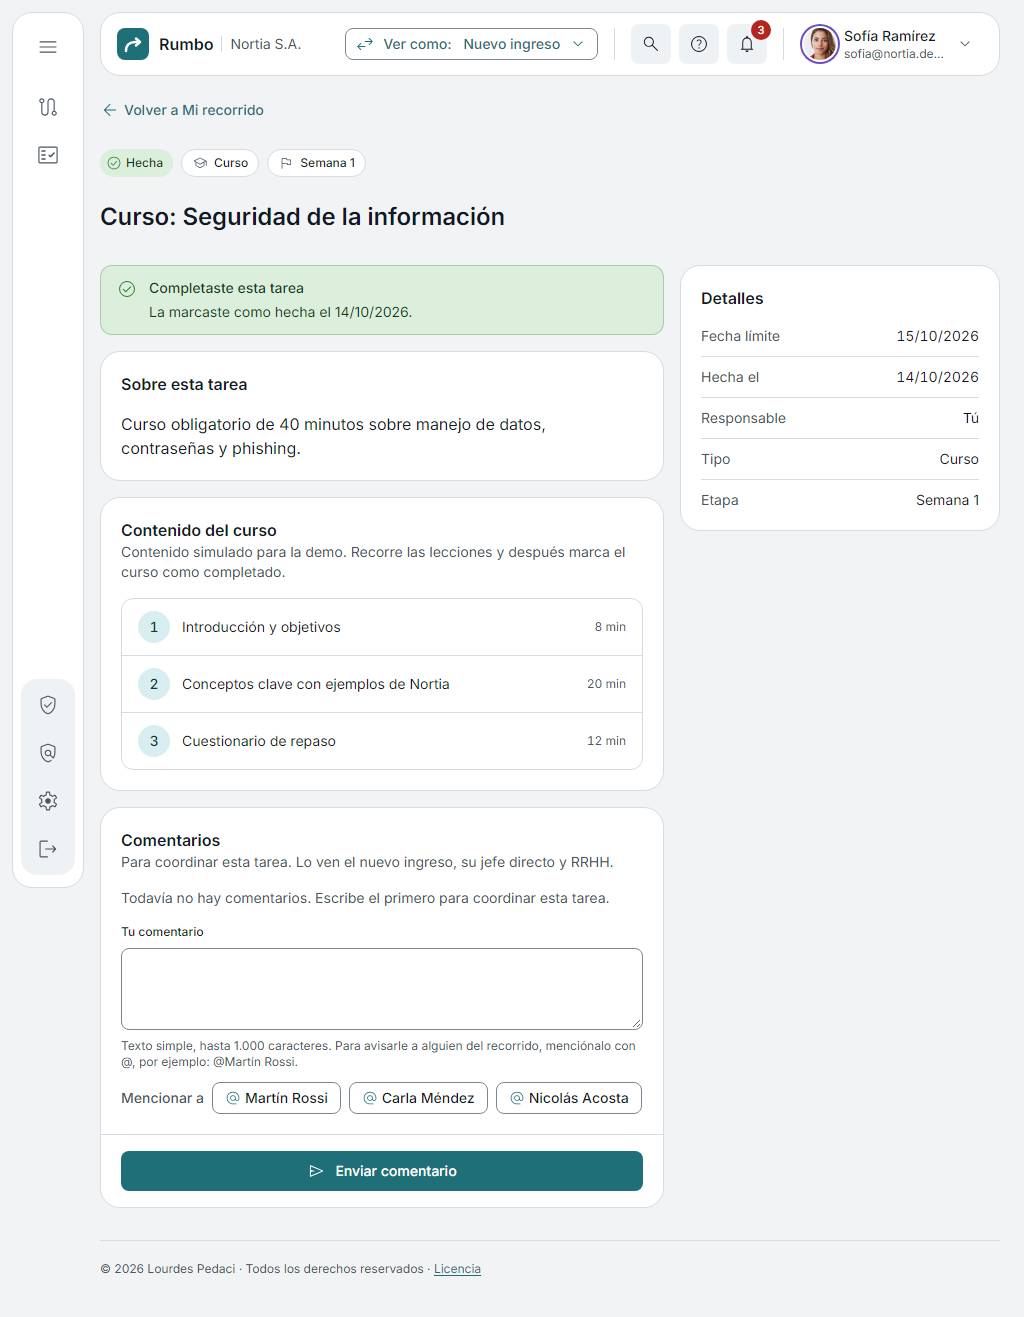 Rumbo
Nortia S.A.
Ver como: Nuevo ingreso
3
Sofía Ramírez
sofia@nortia.de...
Volver a Mi recorrido
Hecha
Curso
Semana 1
Curso: Seguridad de la información
Completaste esta tarea
La marcaste como hecha el 14/10/2026.
Sobre esta tarea
Curso obligatorio de 40 minutos sobre manejo de datos,
contraseñas y phishing.
Contenido del curso
Contenido simulado para la demo. Recorre las lecciones y después marca el
curso como completado.
1 Introducción y objetivos 8 min
2 Conceptos clave con ejemplos de Nortia 20 min
3 Cuestionario de repaso 12 min
Comentarios
Para coordinar esta tarea. Lo ven el nuevo ingreso, su jefe directo y RRHH.
Todavía no hay comentarios. Escribe el primero para coordinar esta tarea.
Tu comentario
Texto simple, hasta 1.000 caracteres. Para avisarle a alguien del recorrido, menciónalo con
@, por ejemplo: @Martín Rossi.
Mencionar a @ Martín Rossi @ Carla Méndez @ Nicolás Acosta
Enviar comentario
Detalles
Fecha límite 15/10/2026
Hecha el 14/10/2026
Responsable Tú
Tipo Curso
Etapa Semana 1
© 2026 Lourdes Pedaci · Todos los derechos reservados · Licencia